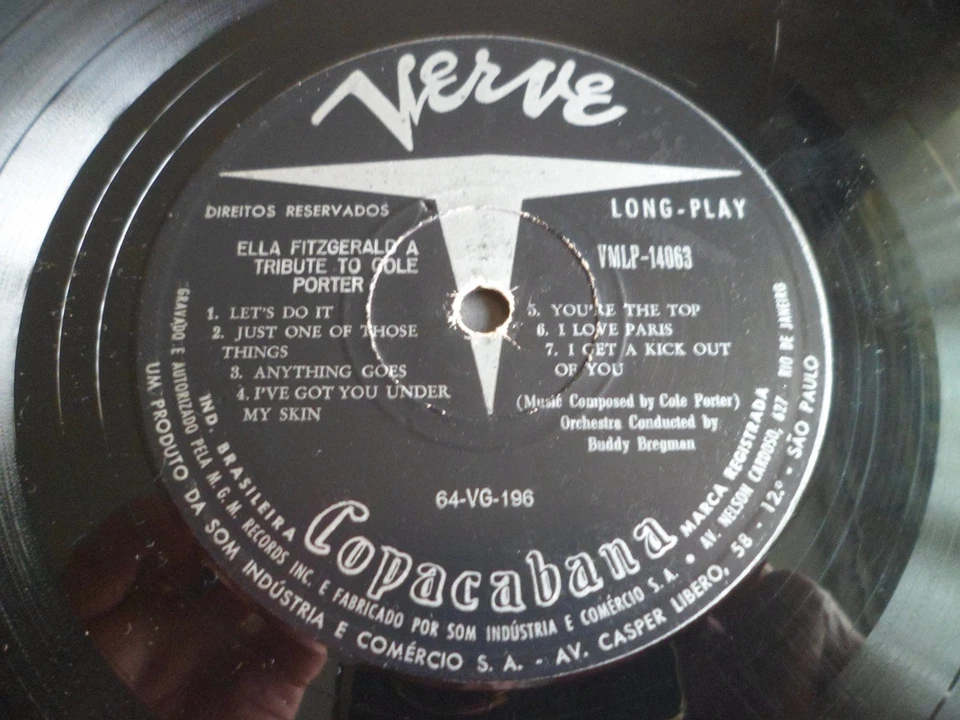 Verve
DIREITOS RESERVADOS
LONG-PLAY
ELLA FITZGERALD A
TRIBUTE TO COLE
PORTER
VMLP-14063
1. LET'S DO IT
2. JUST ONE OF THOSE
THINGS
3. ANYTHING GOES
4. I'VE GOT YOU UNDER
MY SKIN
5. YOU'RE THE TOP
6. I LOVE PARIS
7. I GET A KICK OUT
OF YOU
(Music Composed by Cole Porter)
Orchestra Conducted by
Buddy Bregman
64-VG-196
IND. BRASILEIRA
Copacabana
MARCA REGISTRADA
GRAVADO E AUTORIZADO PELA M.G.M. RECORDS INC. E FABRICADO POR SOM INDÚSTRIA E COMÉRCIO S.A. • AV. NELSON CARDOSO, 627 - RIO DE JANEIRO
UM PRODUTO DA SOM INDÚSTRIA E COMÉRCIO S. A. - AV. CASPER LIBERO, 58 - 12.º - SÃO PAULO